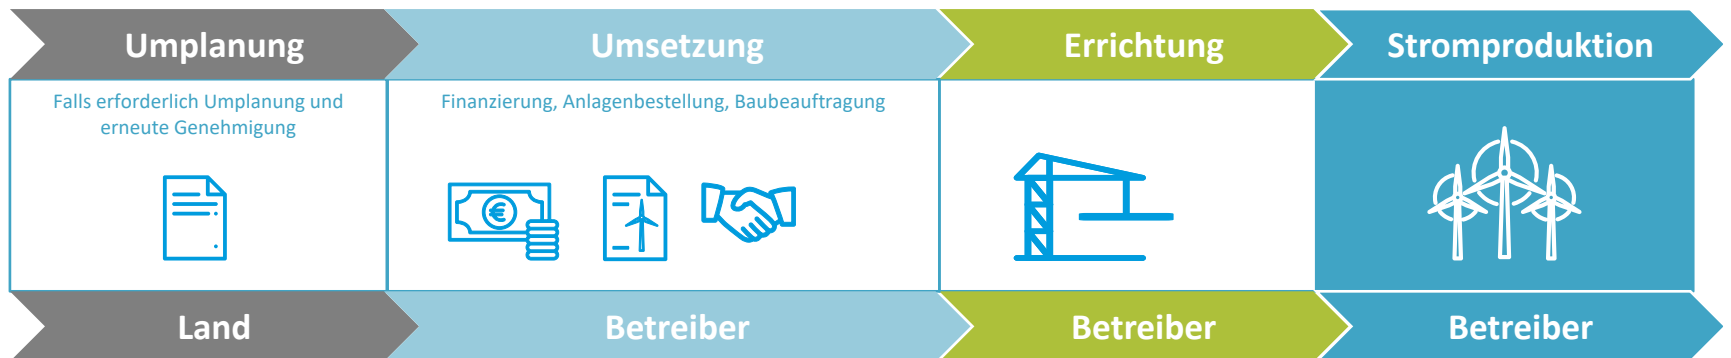 Umplanung
Umsetzung
Errichtung
Stromproduktion
Falls erforderlich Umplanung und
erneute Genehmigung
Finanzierung, Anlagenbestellung, Baubeauftragung
€
Land
Betreiber
Betreiber
Betreiber